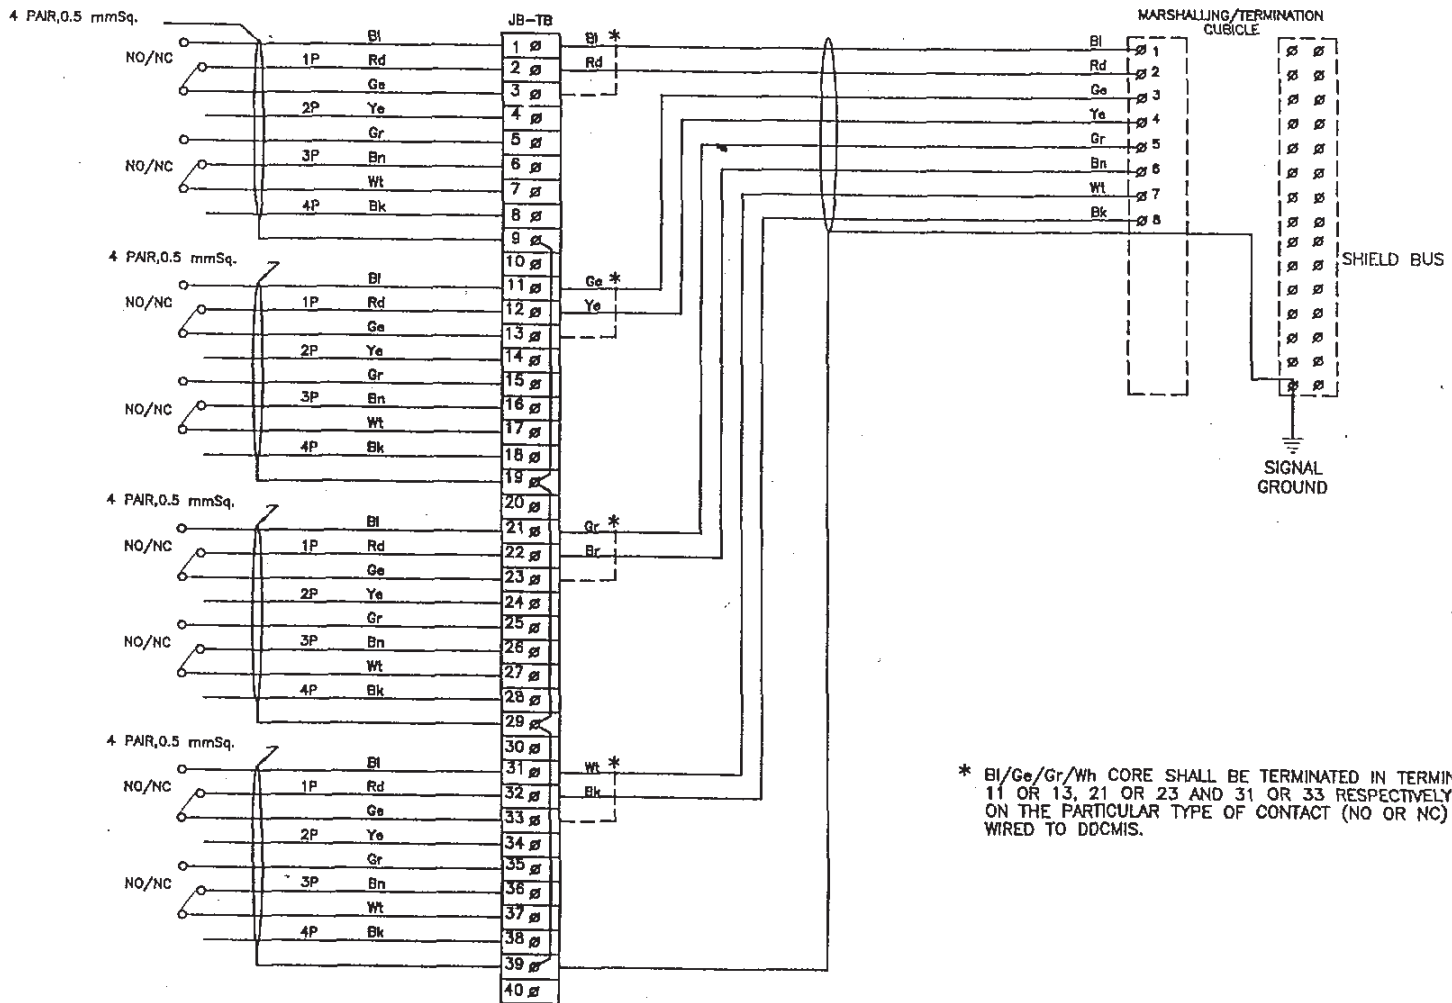 4 PAIR,0.5 mmSq.
JB-TB
MARSHALLING/TERMINATION
CUBICLE
NO/NC
1P
2P
NO/NC
3P
4P
Bl
Rd
Ge
Ye
Gr
Bn
Wt
Bk
1
2
3
4
5
6
7
8
9
10
Bl *
Rd
4 PAIR,0.5 mmSq.
NO/NC
1P
2P
NO/NC
3P
4P
Bl
Rd
Ge
Ye
Gr
Bn
Wt
Bk
11
12
13
14
15
16
17
18
19
20
Ge *
Ye
4 PAIR,0.5 mmSq.
NO/NC
1P
2P
NO/NC
3P
4P
Bl
Rd
Ge
Ye
Gr
Bn
Wt
Bk
21
22
23
24
25
26
27
28
29
30
Gr *
Br
4 PAIR,0.5 mmSq.
NO/NC
1P
2P
NO/NC
3P
4P
Bl
Rd
Ge
Ye
Gr
Bn
Wt
Bk
31
32
33
34
35
36
37
38
39
40
Wt *
Bk
Bl 1
Rd 2
Ge 3
Ye 4
Gr 5
Bn 6
Wt 7
Bk 8
SHIELD BUS
SIGNAL
GROUND
* Bl/Ge/Gr/Wh CORE SHALL BE TERMINATED IN
11 OR 13, 21 OR 23 AND 31 OR 33 RESPECTIVELY
ON THE PARTICULAR TYPE OF CONTACT (NO OR NC)
WIRED TO DDCMIS.